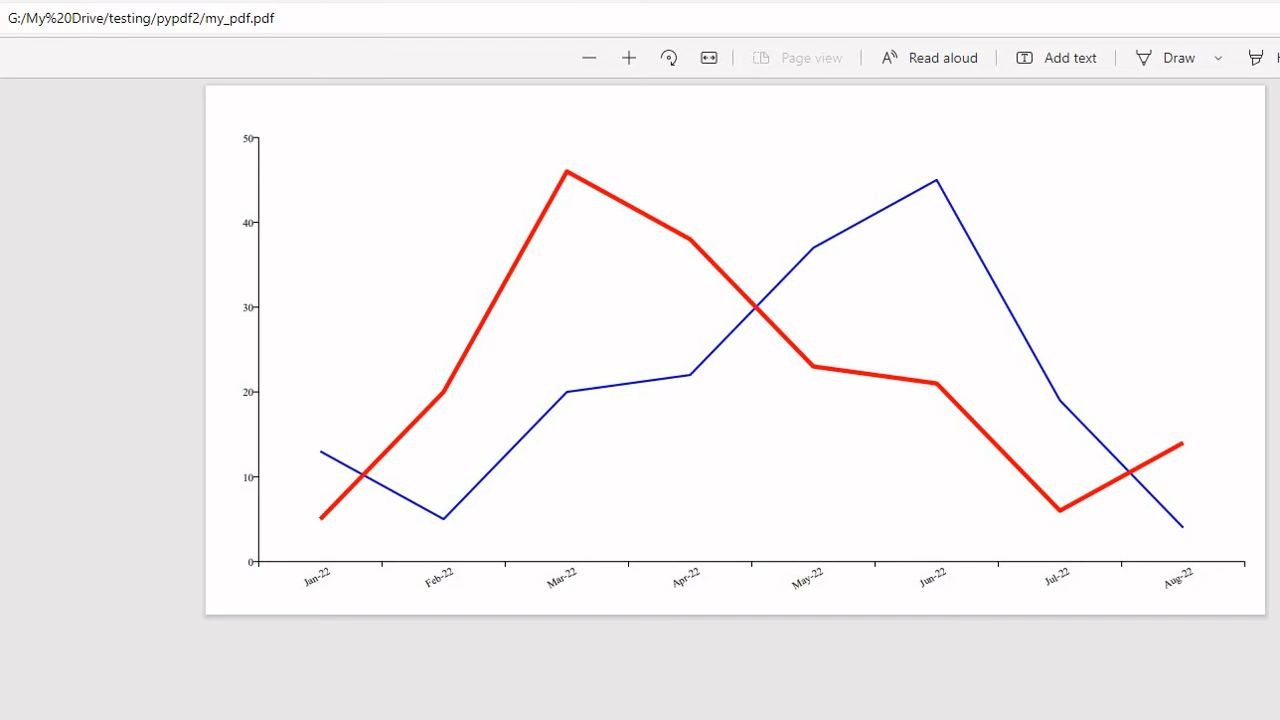 G:/My%20Drive/testing/pypdf2/my_pdf.pdf
Page view Read aloud Add text Draw
50
40
30
20
10
0
Jan-22 Feb-22 Mar-22 Apr-22 May-22 Jun-22 Jul-22 Aug-22